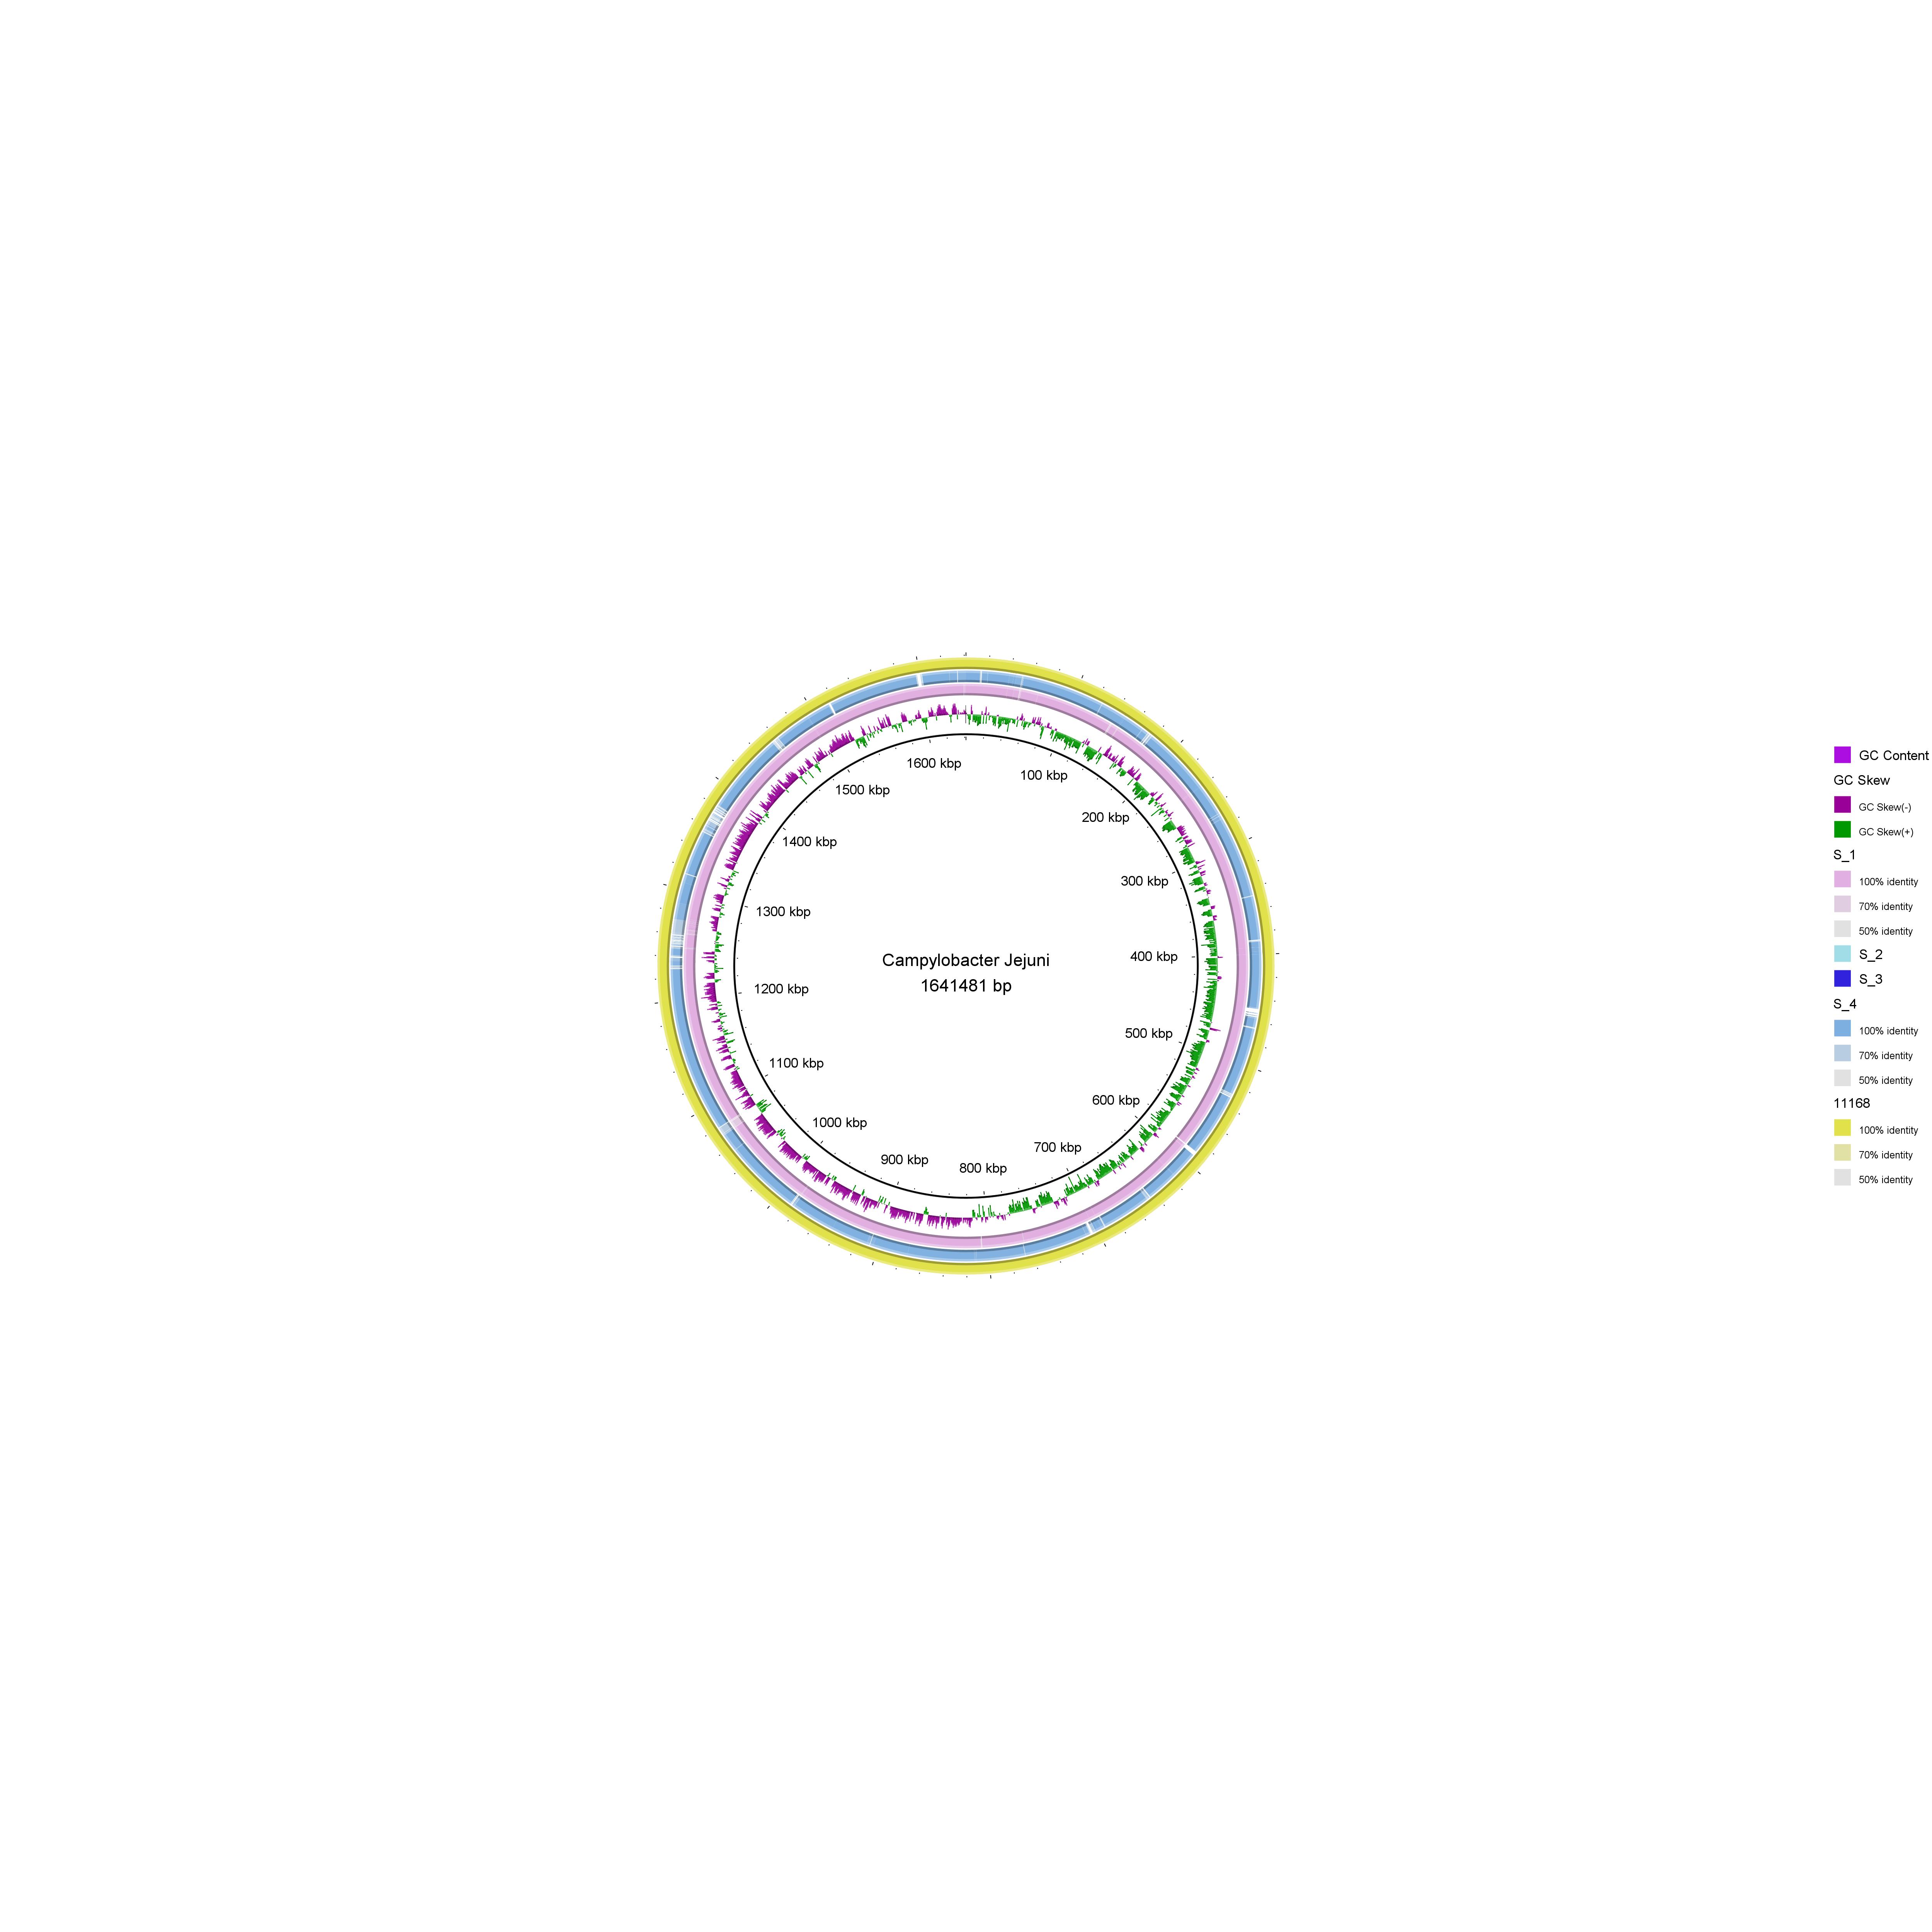 1600 kbp
100 kbp
1500 kbp
200 kbp
1400 kbp
300 kbp
1300 kbp
400 kbp
Campylobacter Jejuni
1641481 bp
1200 kbp
500 kbp
1100 kbp
600 kbp
1000 kbp
700 kbp
900 kbp
800 kbp
GC Content
GC Skew
GC Skew(-)
GC Skew(+)
S_1
100% identity
70% identity
50% identity
S_2
S_3
S_4
100% identity
70% identity
50% identity
11168
100% identity
70% identity
50% identity